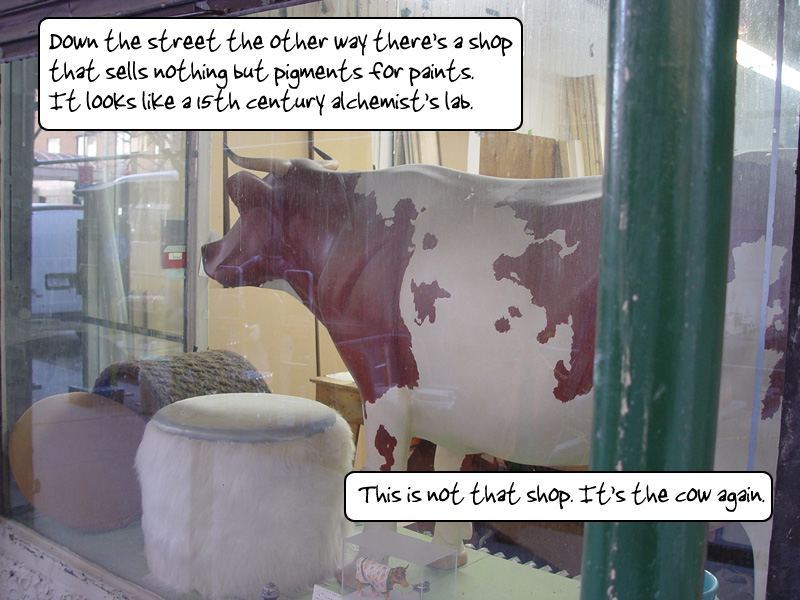 Down the street the other way there's a shop
that sells nothing but pigments for paints.
It looks like a 15th century alchemist's lab.
This is not that shop. It's the cow again.